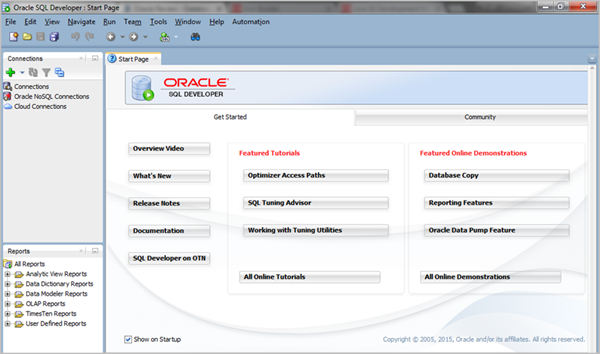 Oracle SQL Developer : Start Page
File Edit View Navigate Run Team Tools Window Help Automation
Connections
Connections
Oracle NoSQL Connections
Cloud Connections
Reports
All Reports
Analytic View Reports
Data Dictionary Reports
Data Modeler Reports
OLAP Reports
TimesTen Reports
User Defined Reports
Start Page
ORACLE
SQL DEVELOPER
Get Started
Community
Overview Video
What's New
Release Notes
Documentation
SQL Developer on OTN
Featured Tutorials
Optimizer Access Paths
SQL Tuning Advisor
Working with Tuning Utilities
All Online Tutorials
Featured Online Demonstrations
Database Copy
Reporting Features
Oracle Data Pump Feature
All Online Demonstrations
Show on Startup
Copyright © 2005, 2015, Oracle and/or its affiliates. All rights reserved.